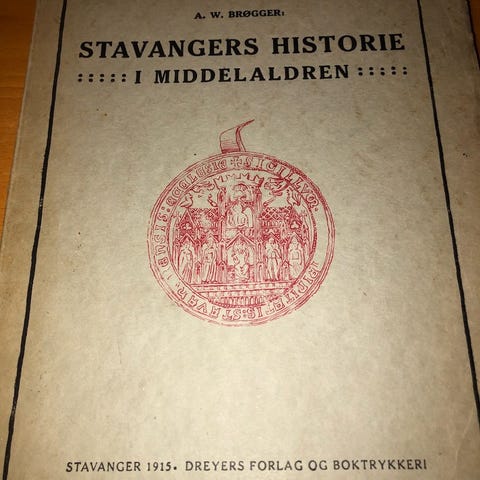 A. W. BRØGGER:
STAVANGERS HISTORIE
::::: I MIDDELALDREN :::::
STAVANGER 1915. DREYERS FORLAG OG BOKTRYKKERI